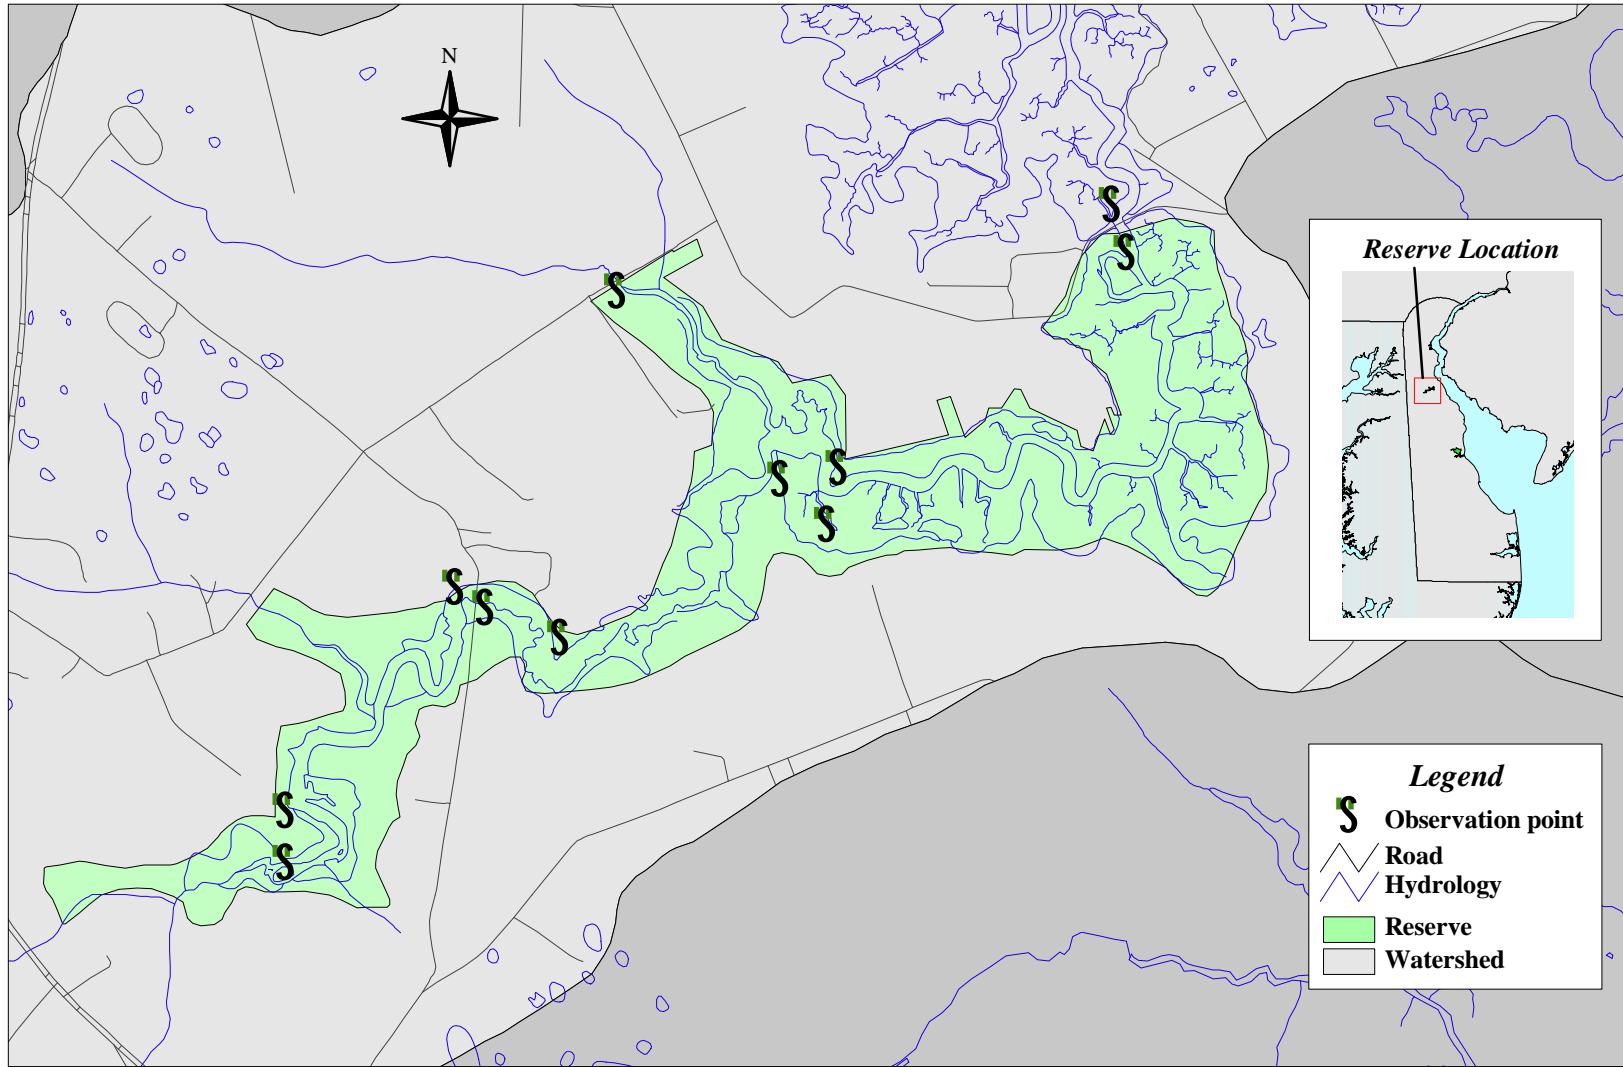 N
Reserve Location
Legend
Observation point
Road
Hydrology
Reserve
Watershed